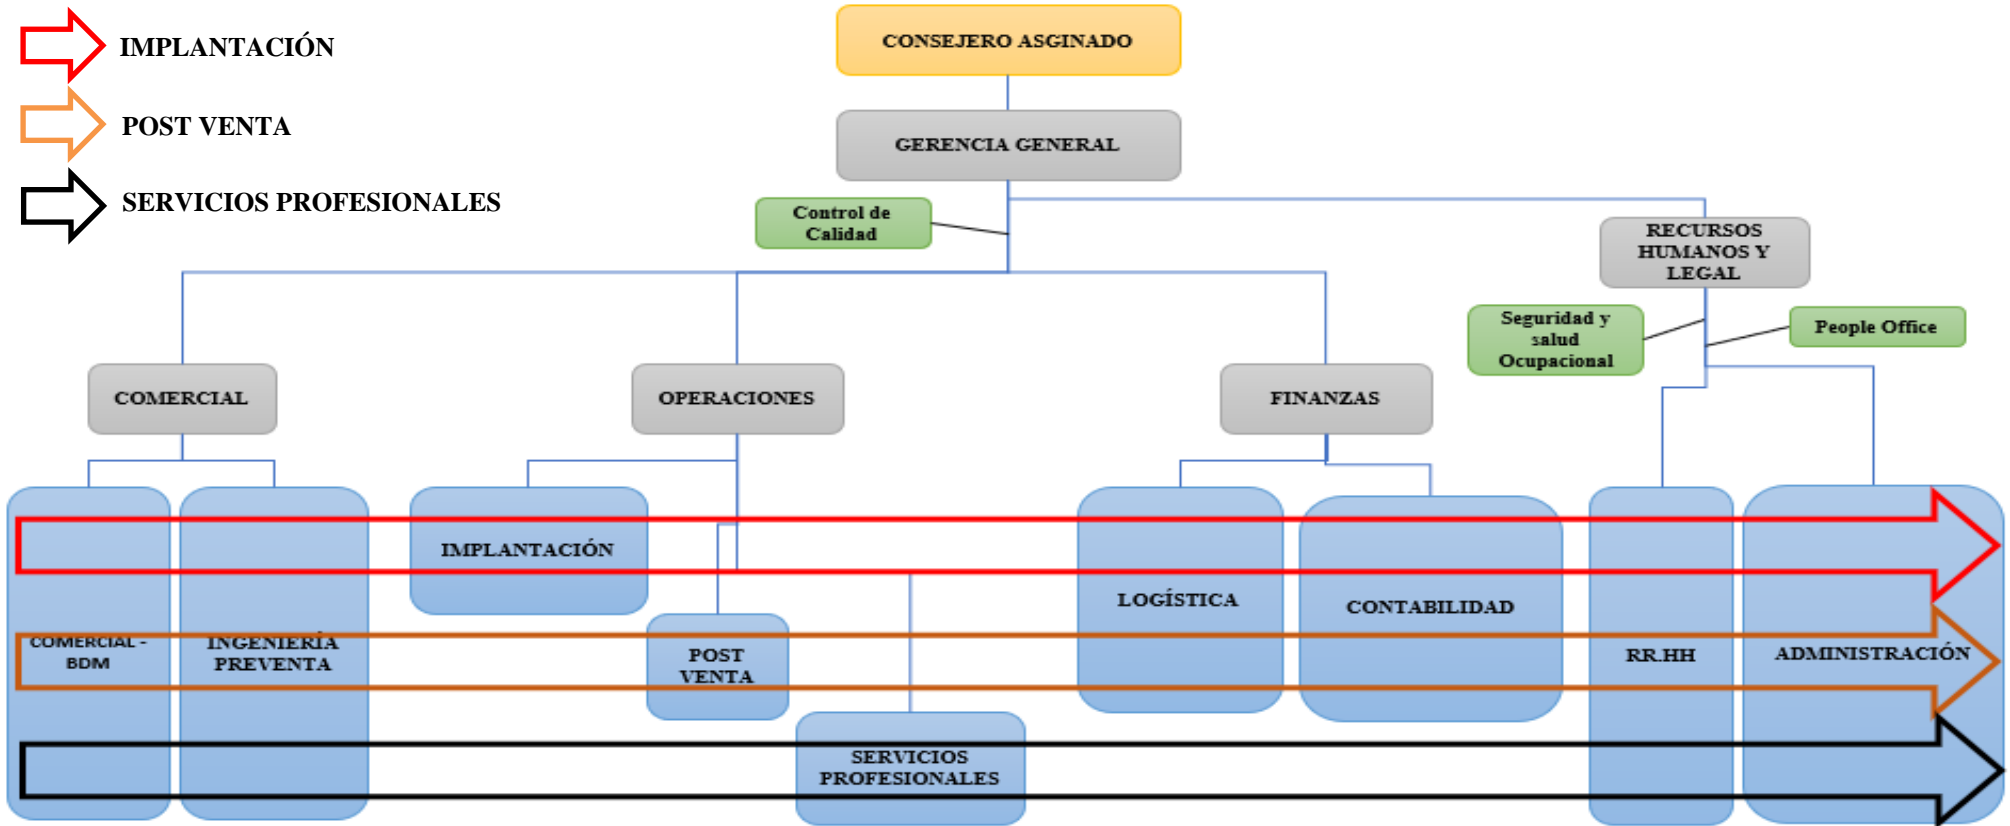 IMPLANTACIÓN
POST VENTA
SERVICIOS PROFESIONALES
CONSEJERO ASGINADO
GERENCIA GENERAL
Control de
Calidad
RECURSOS
HUMANOS Y
LEGAL
Seguridad y
salud
Ocupacional
People Office
COMERCIAL
OPERACIONES
FINANZAS
COMERCIAL -
BDM
INGENIERÍA
PREVENTA
IMPLANTACIÓN
POST
VENTA
SERVICIOS
PROFESIONALES
LOGÍSTICA
CONTABILIDAD
RR.HH
ADMINISTRACIÓN